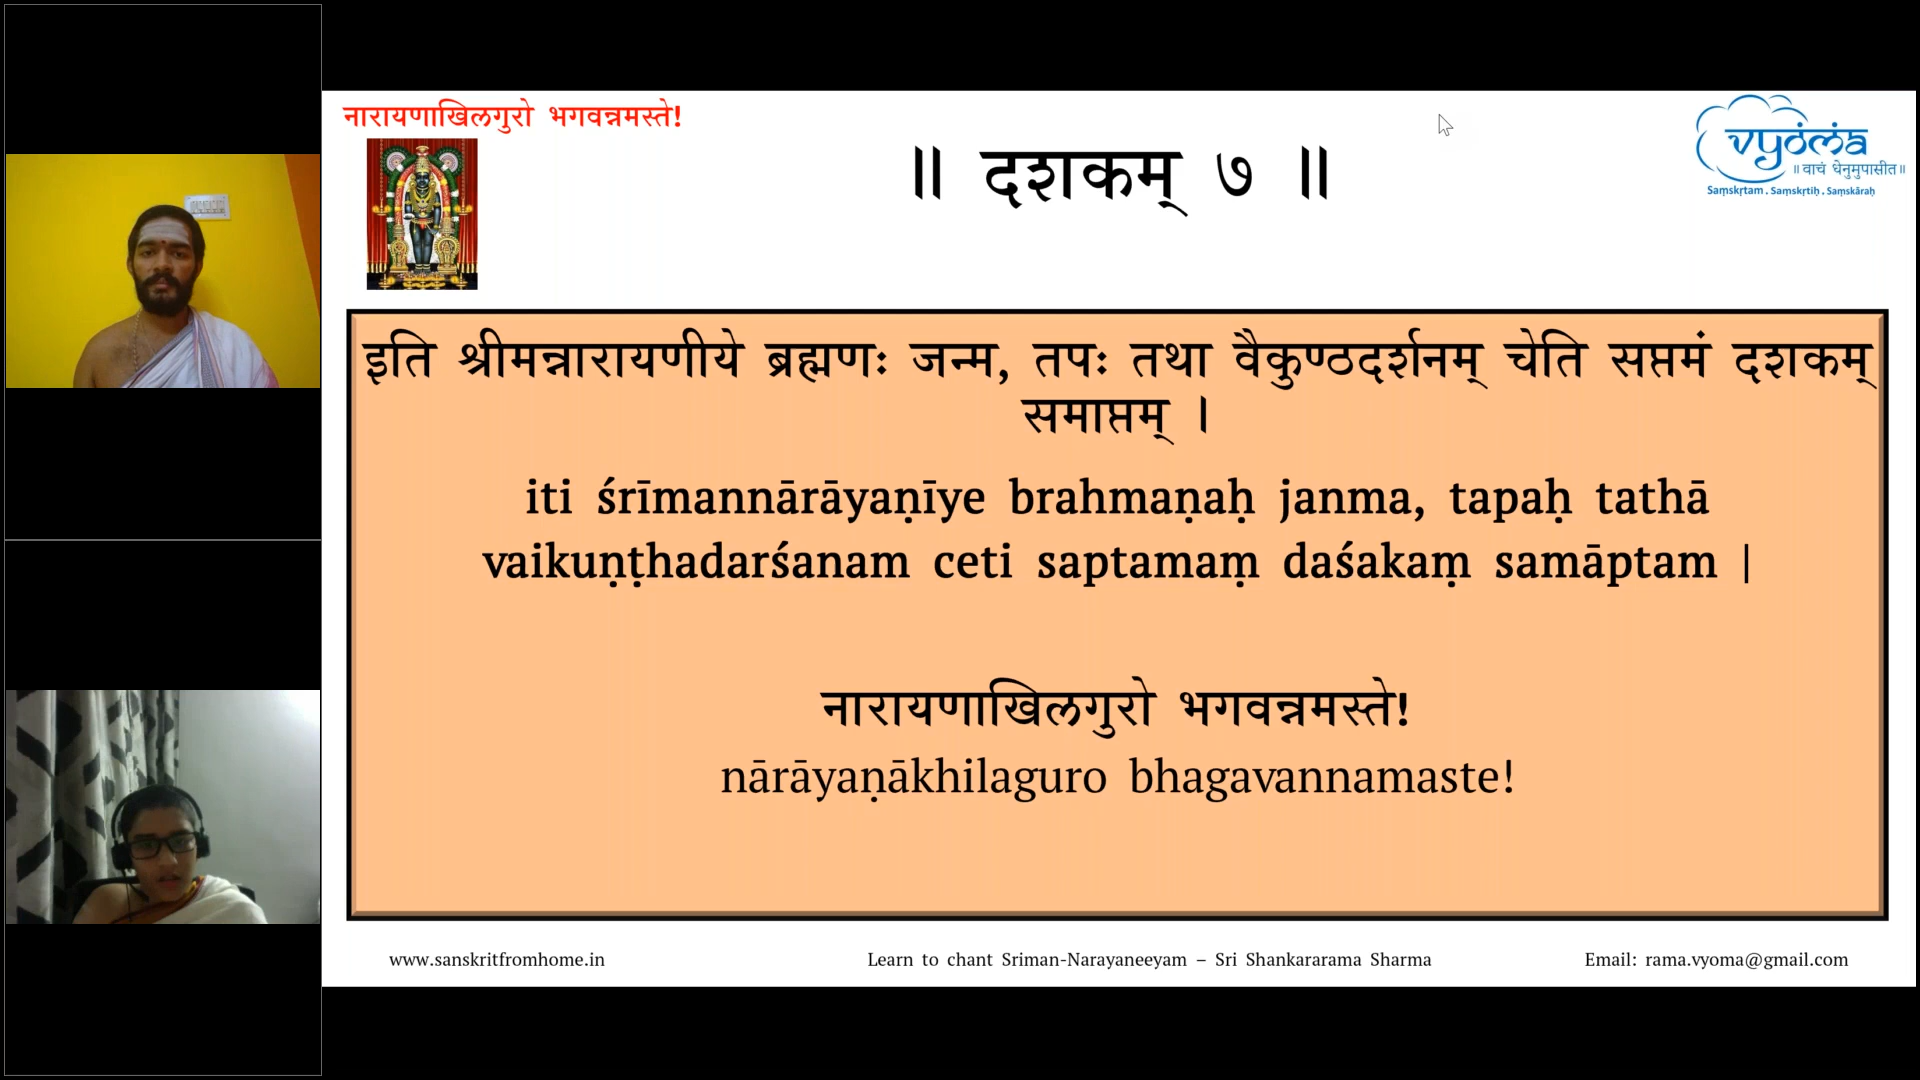 नारायणाखिलगुरो भगवन्नमस्ते!
॥ दशकम् ७ ॥
vyoma
॥वाचं धेनुमुपासीत॥
Saṃskṛtam . Saṃskṛtiḥ . Saṃskāraḥ
इति श्रीमन्नारायणीये ब्रह्मणः जन्म, तपः तथा वैकुण्ठदर्शनम् चेति सप्तमं दशकम्
समाप्तम् ।
iti śrīmannārāyaṇīye brahmaṇaḥ janma, tapaḥ tathā
vaikuṇṭhadarśanam ceti saptamaṃ daśakaṃ samāptam |
नारायणाखिलगुरो भगवन्नमस्ते!
nārāyaṇākhilaguro bhagavannamaste!
www.sanskritfromhome.in
Learn to chant Sriman-Narayaneeyam – Sri Shankararama Sharma
Email: rama.vyoma@gmail.com